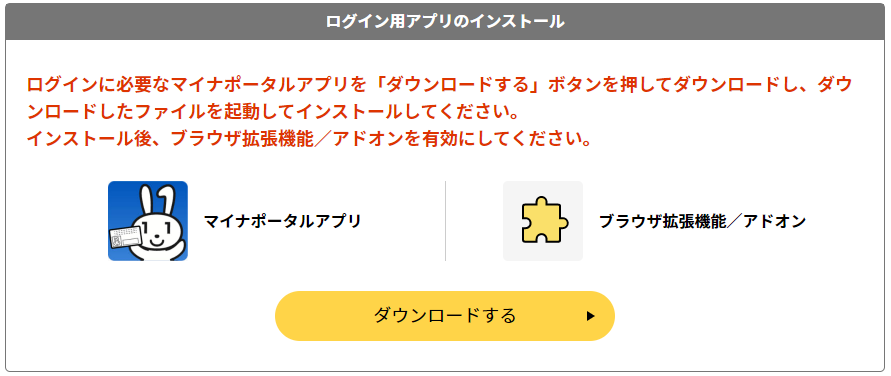 ログイン用アプリのインストール
ログインに必要なマイナポータルアプリを「ダウンロードする」ボタンを押してダウンロードし、ダウ
ンロードしたファイルを起動してインストールしてください。
インストール後、ブラウザ拡張機能／アドオンを有効にしてください。
マイナポータルアプリ
ブラウザ拡張機能／アドオン
ダウンロードする